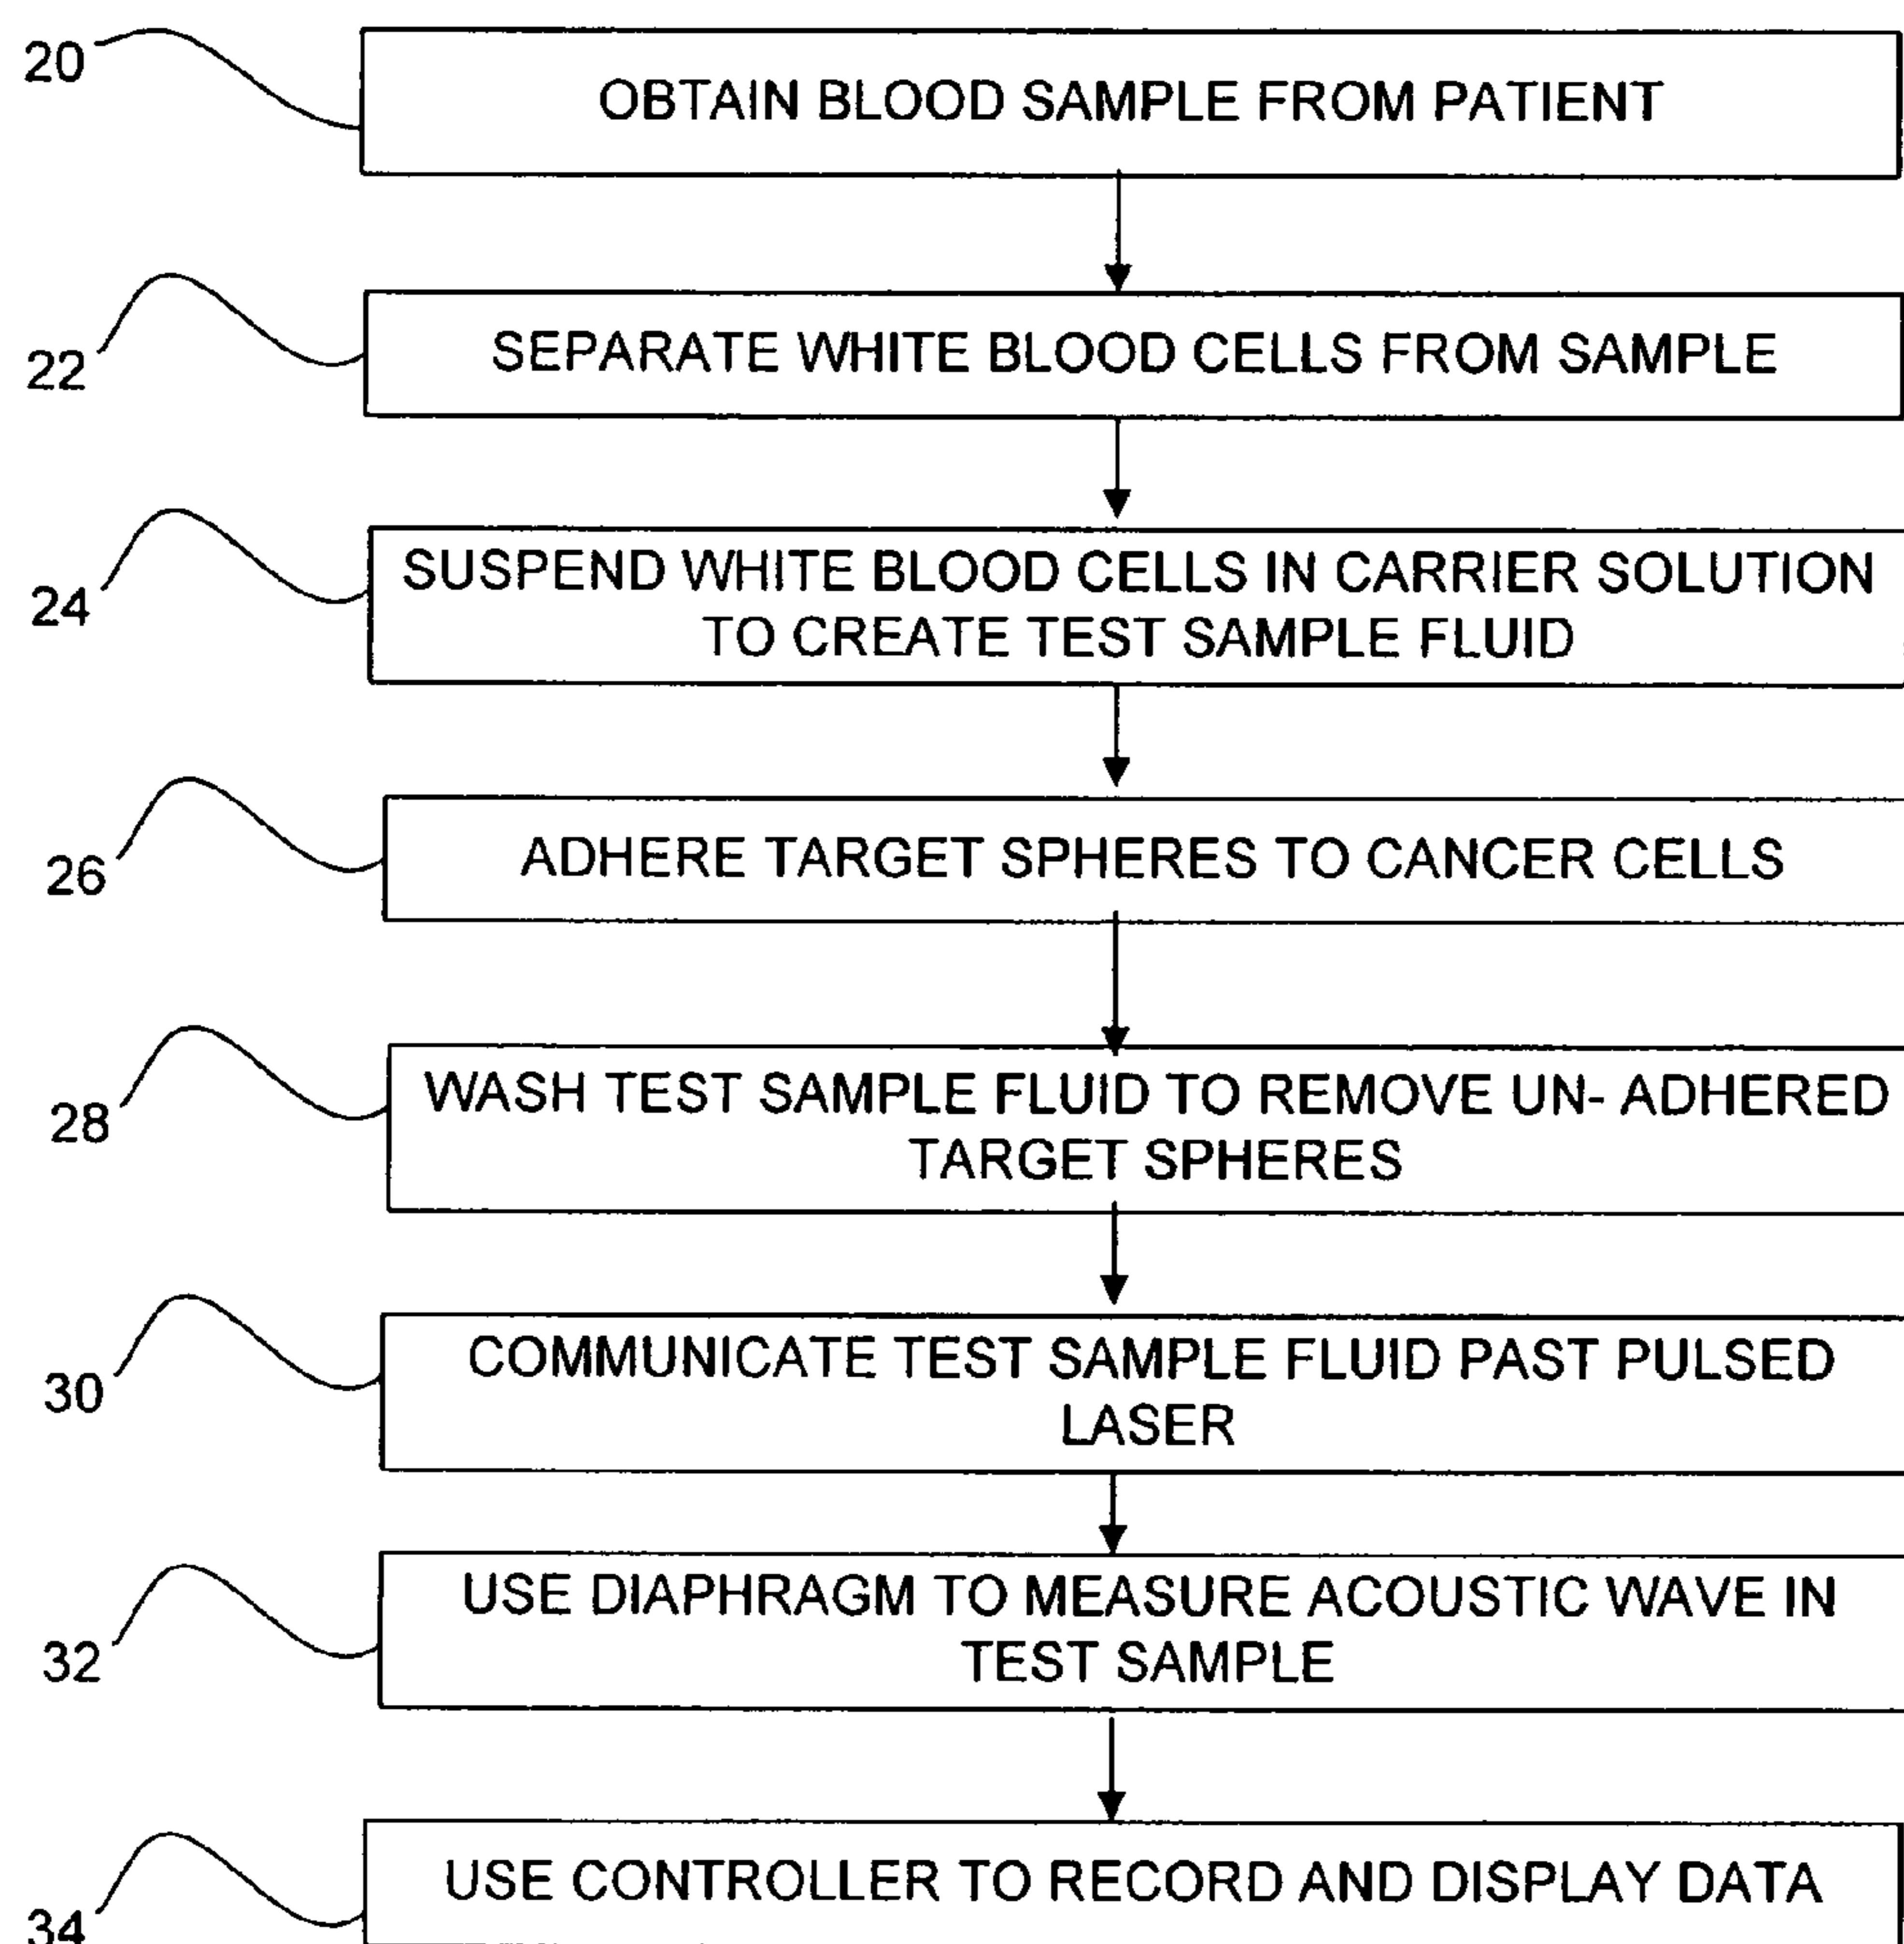 20
OBTAIN BLOOD SAMPLE FROM PATIENT
22
SEPARATE WHITE BLOOD CELLS FROM SAMPLE
24
SUSPEND WHITE BLOOD CELLS IN CARRIER SOLUTION
TO CREATE TEST SAMPLE FLUID
26
ADHERE TARGET SPHERES TO CANCER CELLS
28
WASH TEST SAMPLE FLUID TO REMOVE UN- ADHERED
TARGET SPHERES
30
COMMUNICATE TEST SAMPLE FLUID PAST PULSED
LASER
32
USE DIAPHRAGM TO MEASURE ACOUSTIC WAVE IN
TEST SAMPLE
34
USE CONTROLLER TO RECORD AND DISPLAY DATA